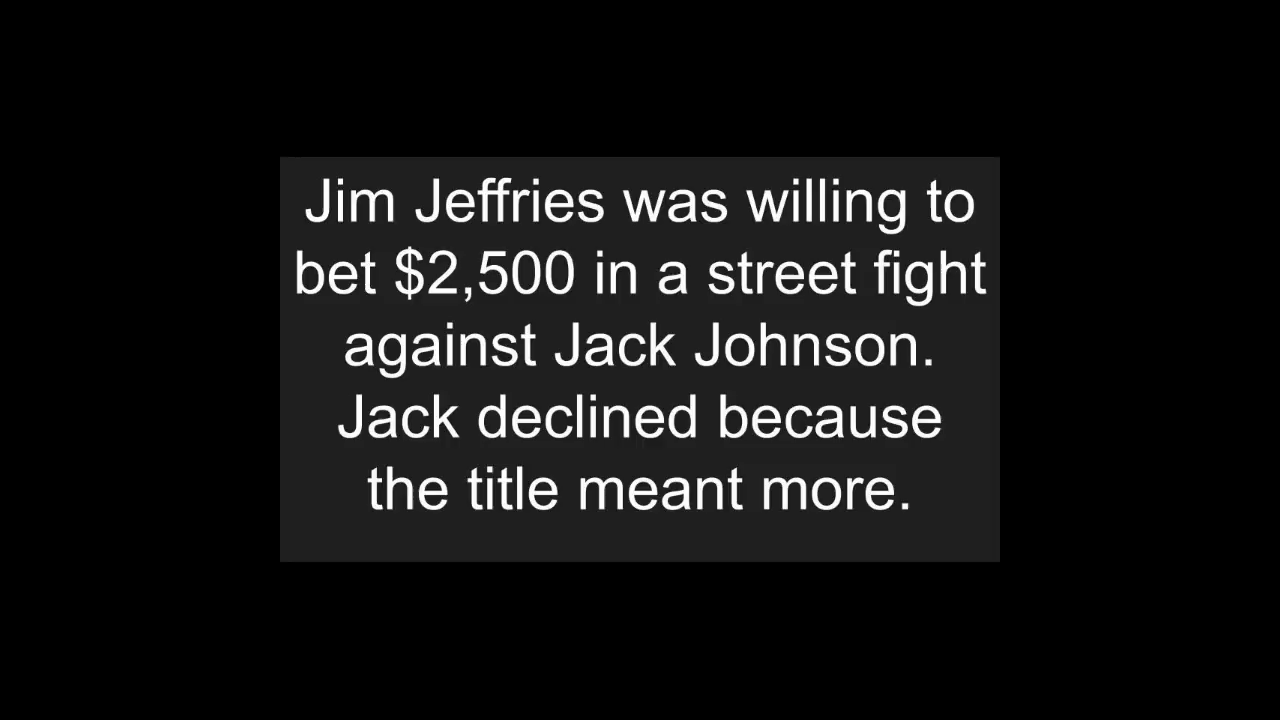 Jim Jeffries was willing to
bet $2,500 in a street fight
against Jack Johnson.
Jack declined because
the title meant more.